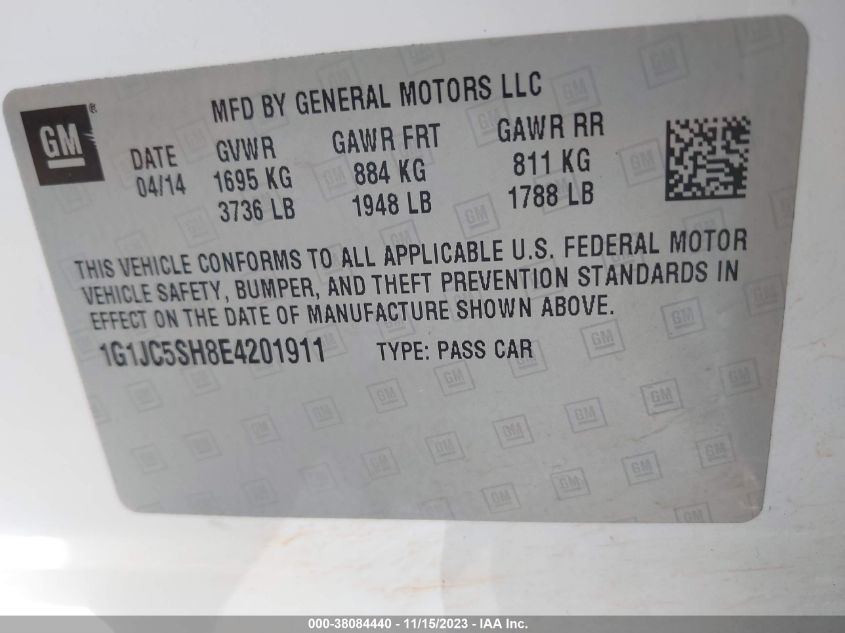 MFD BY GENERAL MOTORS LLC
GM ®
DATE GVWR GAWR FRT GAWR RR
04/14 1695 KG 884 KG 811 KG
3736 LB 1948 LB 1788 LB
THIS VEHICLE CONFORMS TO ALL APPLICABLE U.S. FEDERAL MOTOR
VEHICLE SAFETY, BUMPER, AND THEFT PREVENTION STANDARDS IN
EFFECT ON THE DATE OF MANUFACTURE SHOWN ABOVE.
1G1JC5SH8E4201911 TYPE: PASS CAR
000-38084440 - 11/15/2023 - IAA Inc.